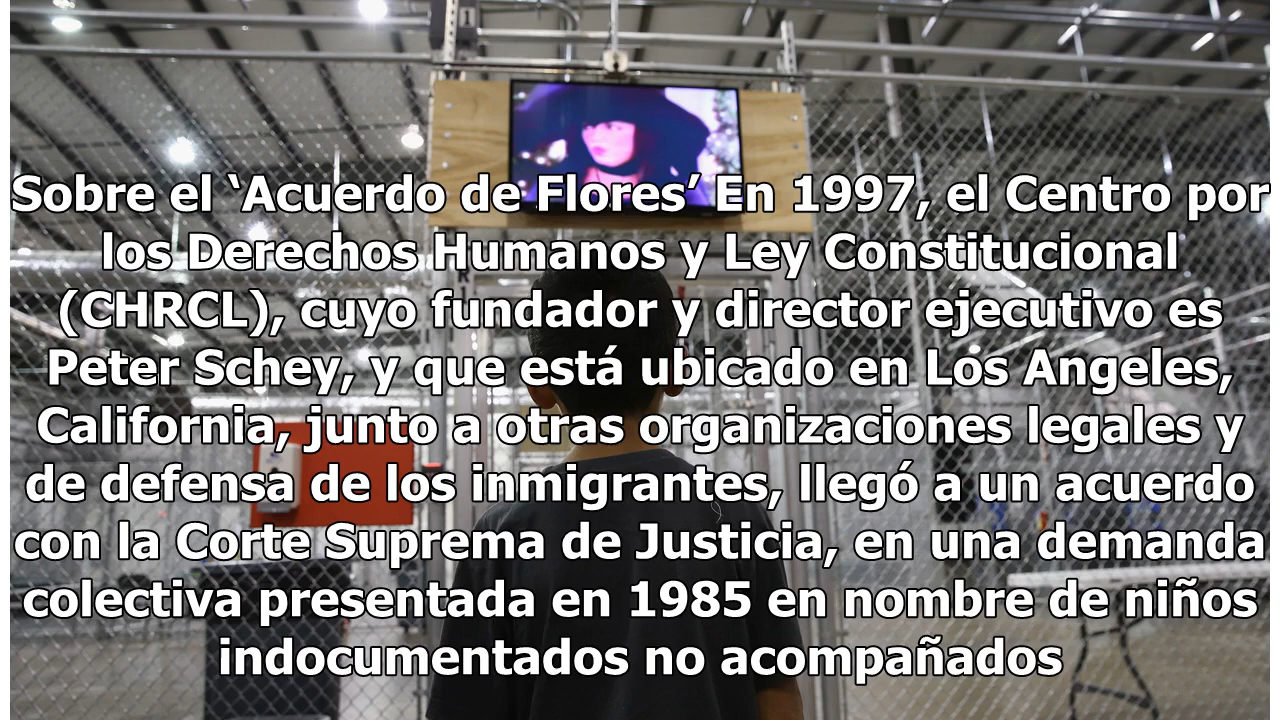 Sobre el ‘Acuerdo de Flores’ En 1997, el Centro por
los Derechos Humanos y Ley Constitucional
(CHRCL), cuyo fundador y director ejecutivo es
Peter Schey, y que está ubicado en Los Angeles,
California, junto a otras organizaciones legales y
de defensa de los inmigrantes, llegó a un acuerdo
con la Corte Suprema de Justicia, en una demanda
colectiva presentada en 1985 en nombre de niños
indocumentados no acompañados